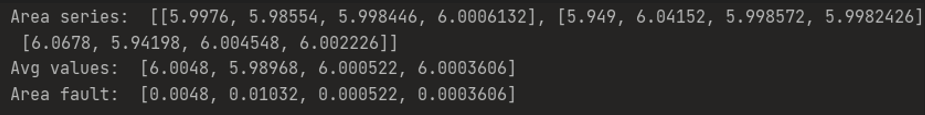 Area series:  [[5.9976, 5.98554, 5.998446, 6.0006132], [5.949, 6.04152, 5.998572, 5.9982426]
[6.0678, 5.94198, 6.004548, 6.002226]]
Avg values:  [6.0048, 5.98968, 6.000522, 6.0003606]
Area fault:  [0.0048, 0.01032, 0.000522, 0.0003606]